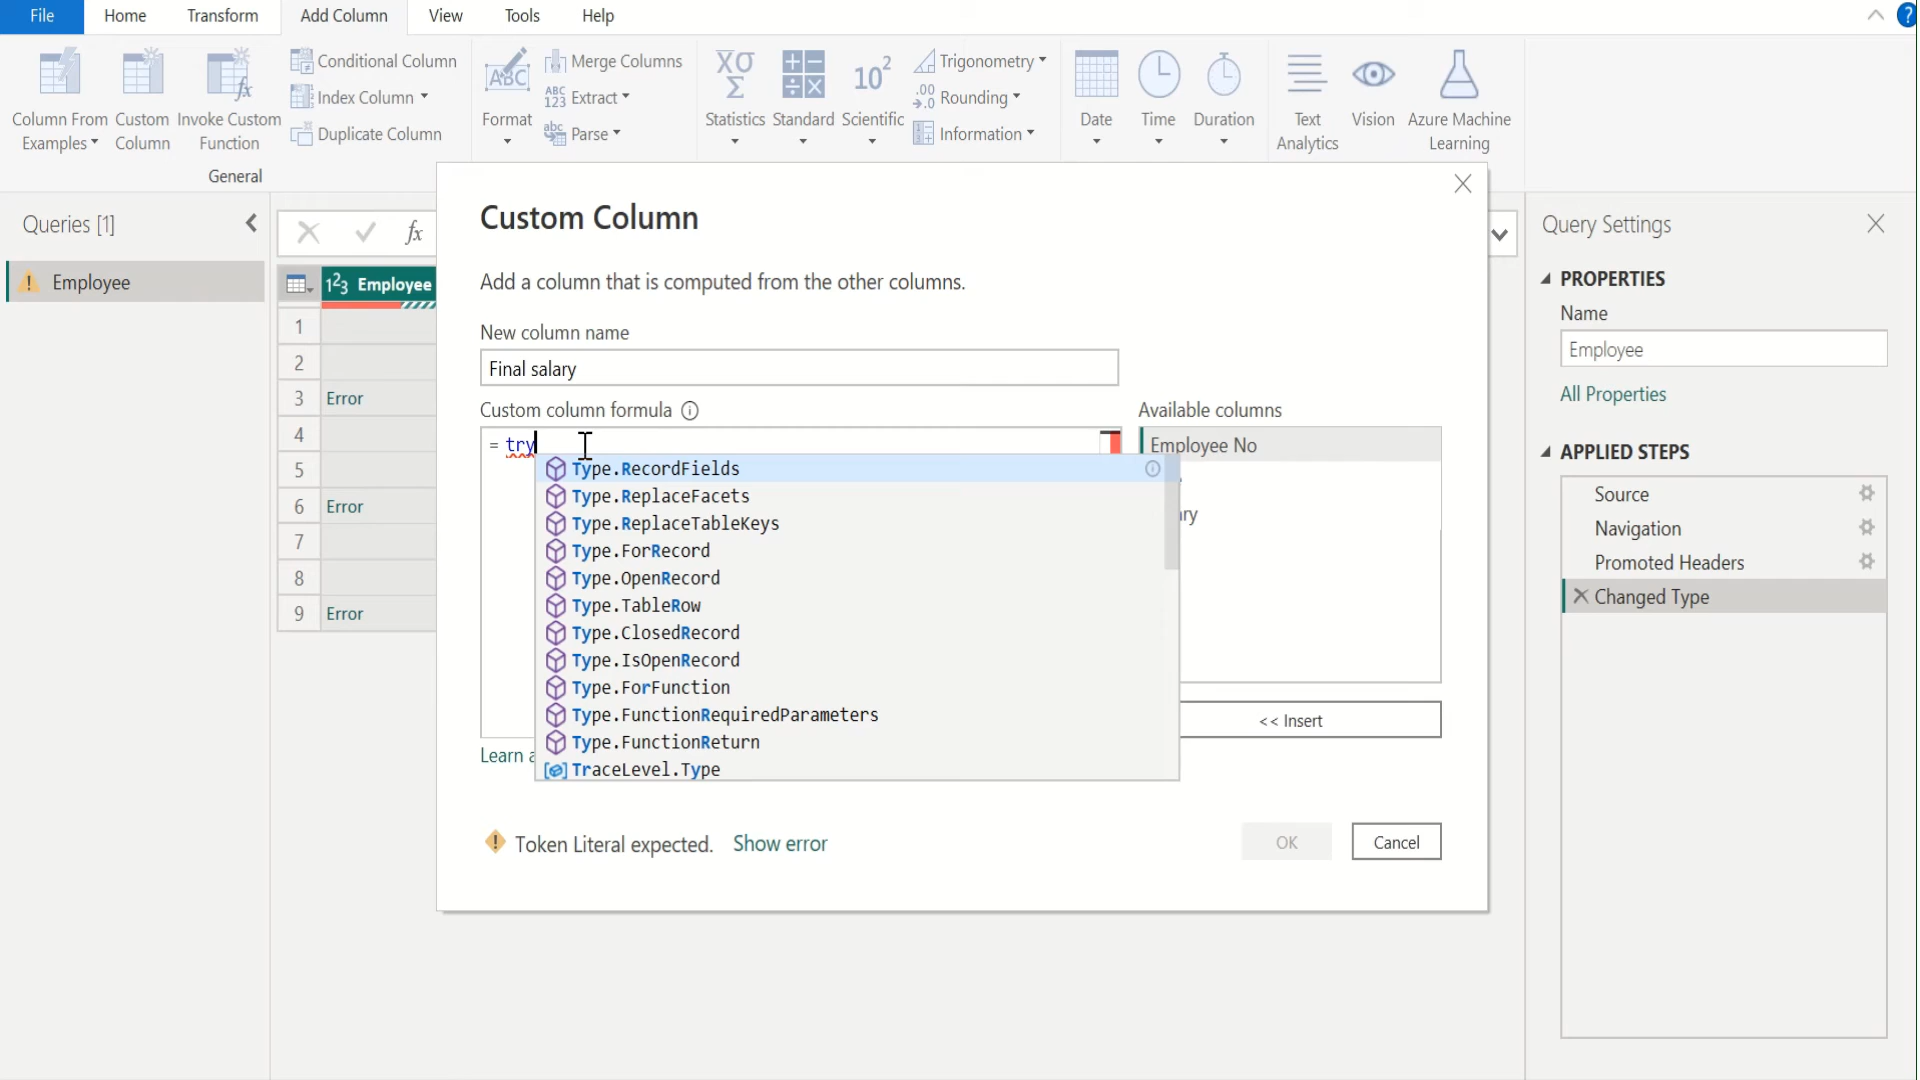 File Home Transform Add Column View Tools Help
Conditional Column
Index Column
Duplicate Column
Column From Examples
Custom Column
Invoke Custom Function
General
Format
Merge Columns
Extract
Parse
Statistics
Standard
Scientific
Trigonometry
Rounding
Information
Date
Time
Duration
Text Analytics
Vision
Azure Machine Learning
Queries [1]
Employee
fx
Employee
1
2
3 Error
4
5
6 Error
7
8
9 Error
Custom Column
Add a column that is computed from the other columns.
New column name
Final salary
Custom column formula
= try
Type.RecordFields
Type.ReplaceFacets
Type.ReplaceTableKeys
Type.ForRecord
Type.OpenRecord
Type.TableRow
Type.ClosedRecord
Type.IsOpenRecord
Type.ForFunction
Type.FunctionRequiredParameters
Type.FunctionReturn
TraceLevel.Type
Available columns
Employee No
ry
<< Insert
Learn a
Token Literal expected. Show error
OK
Cancel
Query Settings
PROPERTIES
Name
Employee
All Properties
APPLIED STEPS
Source
Navigation
Promoted Headers
Changed Type